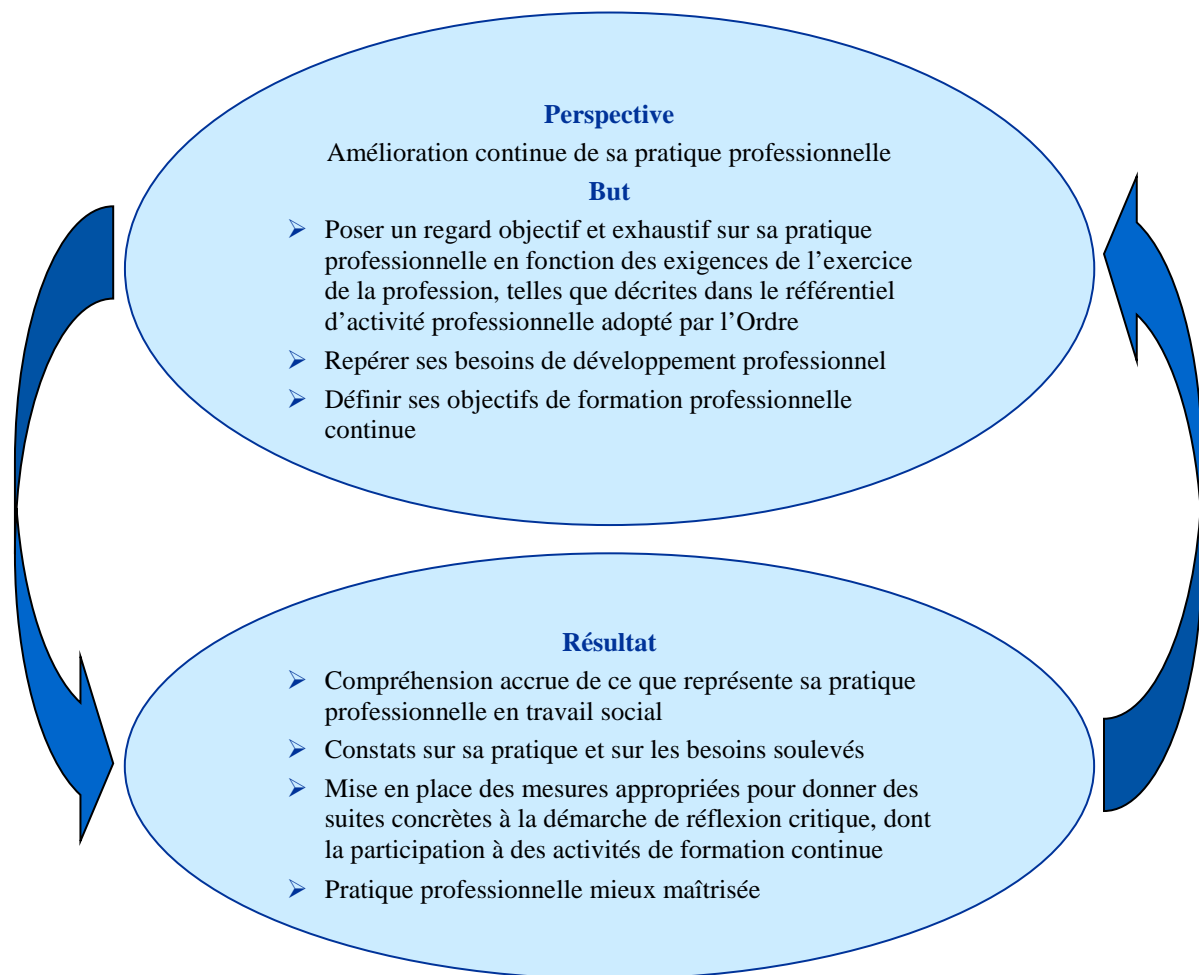 Perspective
Amélioration continue de sa pratique professionnelle
But
➢ Poser un regard objectif et exhaustif sur sa pratique
professionnelle en fonction des exigences de l’exercice
de la profession, telles que décrites dans le référentiel
d’activité professionnelle adopté par l’Ordre
➢ Repérer ses besoins de développement professionnel
➢ Définir ses objectifs de formation professionnelle
continue
Résultat
➢ Compréhension accrue de ce que représente sa pratique
professionnelle en travail social
➢ Constats sur sa pratique et sur les besoins soulevés
➢ Mise en place des mesures appropriées pour donner des
suites concrètes à la démarche de réflexion critique, dont
la participation à des activités de formation continue
➢ Pratique professionnelle mieux maîtrisée